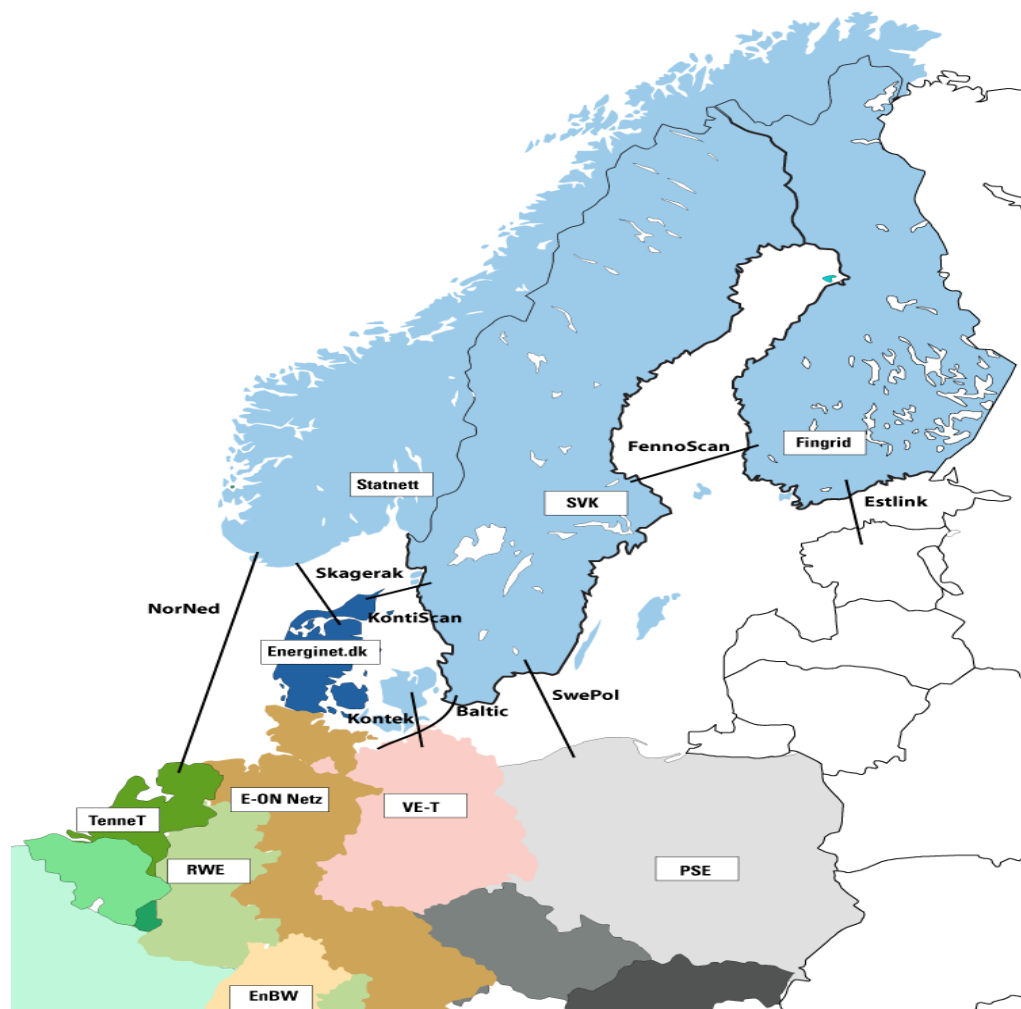 FennoScan
Fingrid
Statnett
SVK
Estlink
Skagerak
NorNed
KontiScan
Energinet.dk
SwePol
Kontek
Baltic
E-ON Netz
VE-T
TenneT
RWE
PSE
EnBW